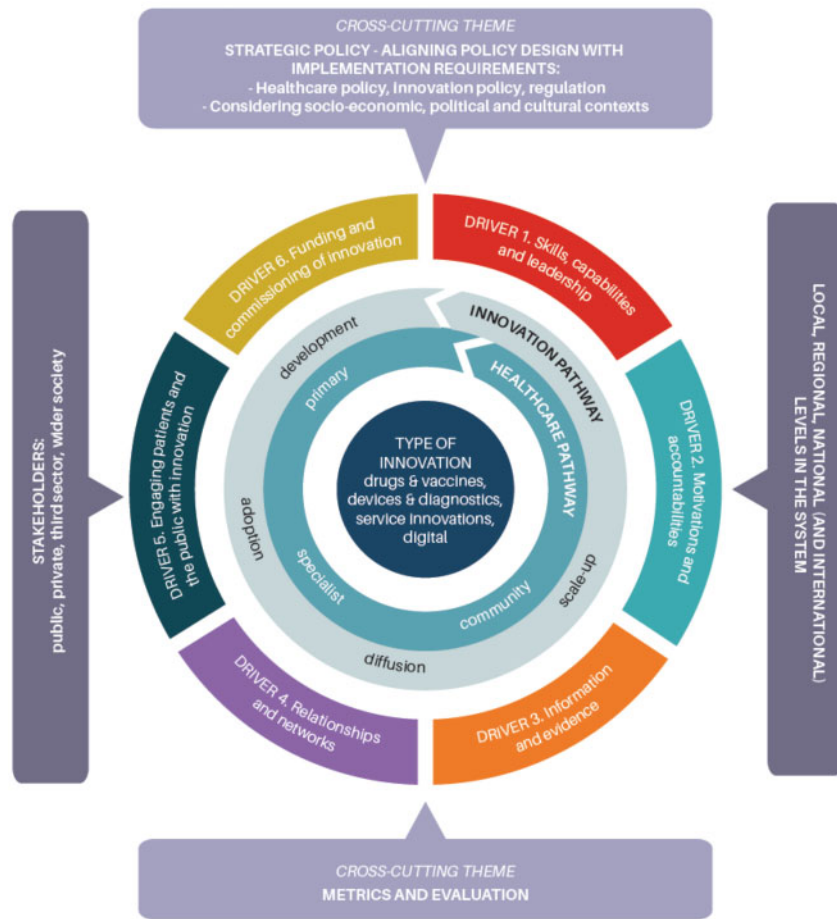 CROSS-CUTTING THEME
STRATEGIC POLICY - ALIGNING POLICY DESIGN WITH
IMPLEMENTATION REQUIREMENTS:
- Healthcare policy, innovation policy, regulation
- Considering socio-economic, political and cultural contexts
DRIVER 1. Skills, capabilities
and leadership
DRIVER 2. Motivations and
accountabilities
DRIVER 3. Information
and evidence
DRIVER 4. Relationships
and networks
DRIVER 5. Engaging patients and
the public with innovation
DRIVER 6. Funding and
commissioning of innovation
INNOVATION PATHWAY
development
adoption
diffusion
scale-up
HEALTHCARE PATHWAY
primary
specialist
community
TYPE OF
INNOVATION
drugs & vaccines,
devices & diagnostics,
service innovations,
digital
STAKEHOLDERS:
public, private, third sector, wider society
LOCAL, REGIONAL, NATIONAL (AND INTERNATIONAL)
LEVELS IN THE SYSTEM
CROSS-CUTTING THEME
METRICS AND EVALUATION